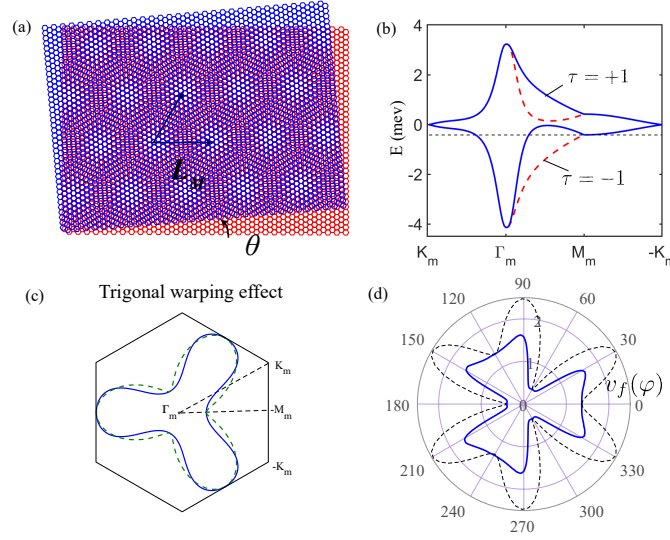 (a)
L_M
θ
(b)
E (mev)
4
2
0
-2
-4
τ = +1
τ = −1
K_m
Γ_m
M_m
-K_m
(c)
Trigonal warping effect
K_m
Γ_m
-M_m
-K_m
(d)
90
120
60
150
30
180
0
210
330
240
300
270
2
1
0
v_f(φ)